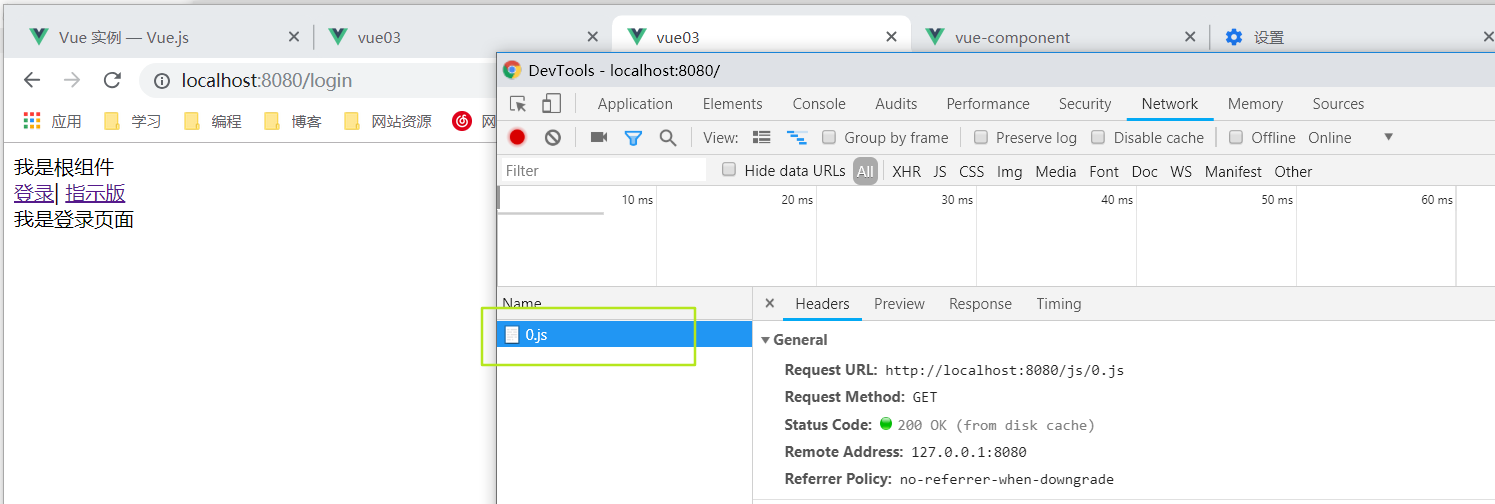 Vue 实例 — Vue.js
vue03
vue03
vue-component
设置
localhost:8080/login
DevTools - localhost:8080/
应用 学习 编程 博客 网站资源 网
Application Elements Console Audits Performance Security Network Memory Sources
View: Group by frame Preserve log Disable cache Offline Online
Filter Hide data URLs All XHR JS CSS Img Media Font Doc WS Manifest Other
10 ms 20 ms 30 ms 40 ms 50 ms 60 ms
我是根组件
登录| 指示版
我是登录页面
Name
0.js
Headers Preview Response Timing
General
Request URL: http://localhost:8080/js/0.js
Request Method: GET
Status Code: 200 OK (from disk cache)
Remote Address: 127.0.0.1:8080
Referrer Policy: no-referrer-when-downgrade